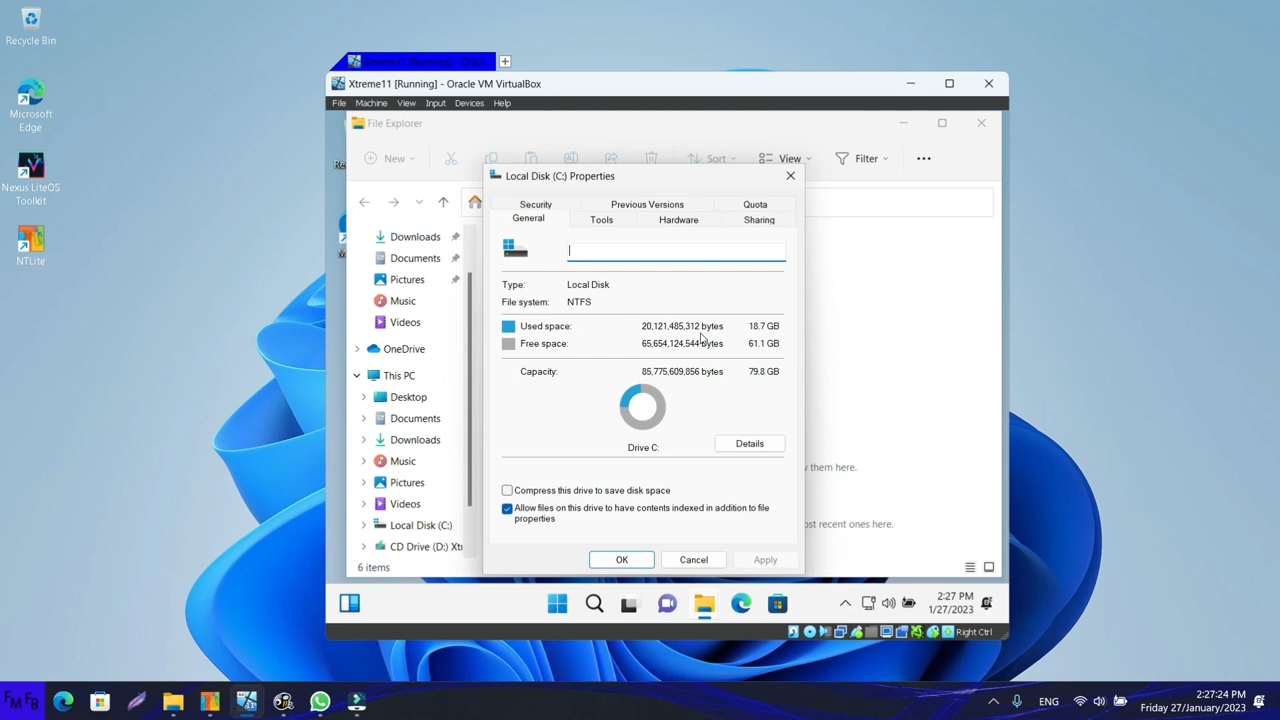 Recycle Bin
Microsoft
Edge
Nexus LiteOS
Toolkit
NTLite
Xtreme11 [Running] - Oracl
Xtreme11 [Running] - Oracle VM VirtualBox
File Machine View Input Devices Help
File Explorer
New Sort View Filter
Local Disk (C:) Properties
Security Previous Versions Quota
General Tools Hardware Sharing
Type: Local Disk
File system: NTFS
Used space: 20,121,485,312 bytes 18.7 GB
Free space: 65,654,124,544 bytes 61.1 GB
Capacity: 85,775,609,856 bytes 79.8 GB
Drive C:
Details
Compress this drive to save disk space
Allow files on this drive to have contents indexed in addition to file
properties
OK Cancel Apply
Downloads
Documents
Pictures
Music
Videos
OneDrive
This PC
Desktop
Documents
Downloads
Music
Pictures
Videos
Local Disk (C:)
CD Drive (D:) Xt
6 items
w them here.
ost recent ones here.
2:27 PM
1/27/2023
Right Ctrl
FM FB
ENG
2:27:24 PM
Friday 27/January/2023